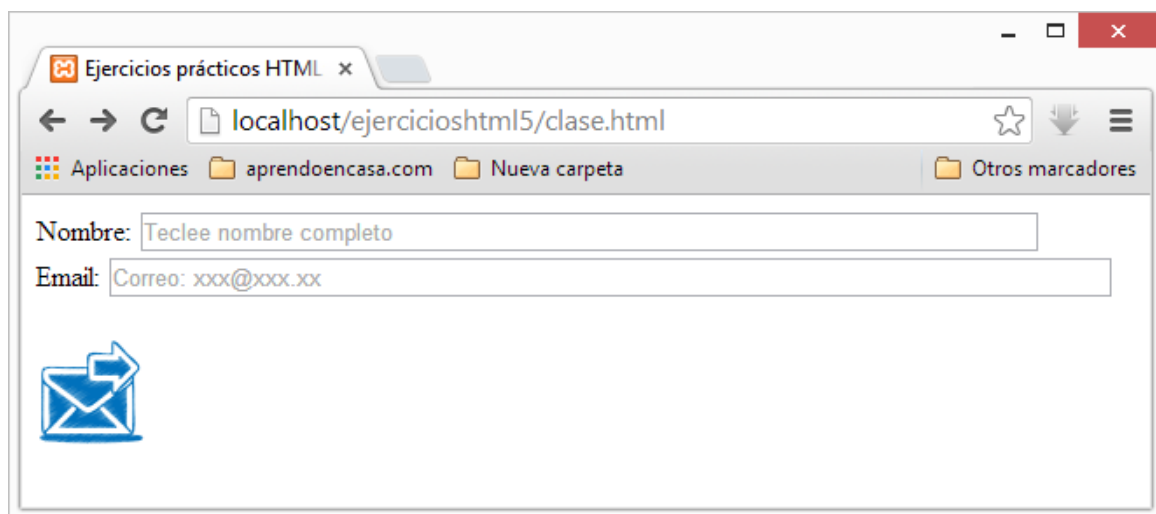 Ejercicios prácticos HTML
localhost/ejercicioshtml5/clase.html
Aplicaciones aprendoencasa.com Nueva carpeta Otros marcadores
Nombre: Teclee nombre completo
Email: Correo: xxx@xxx.xx